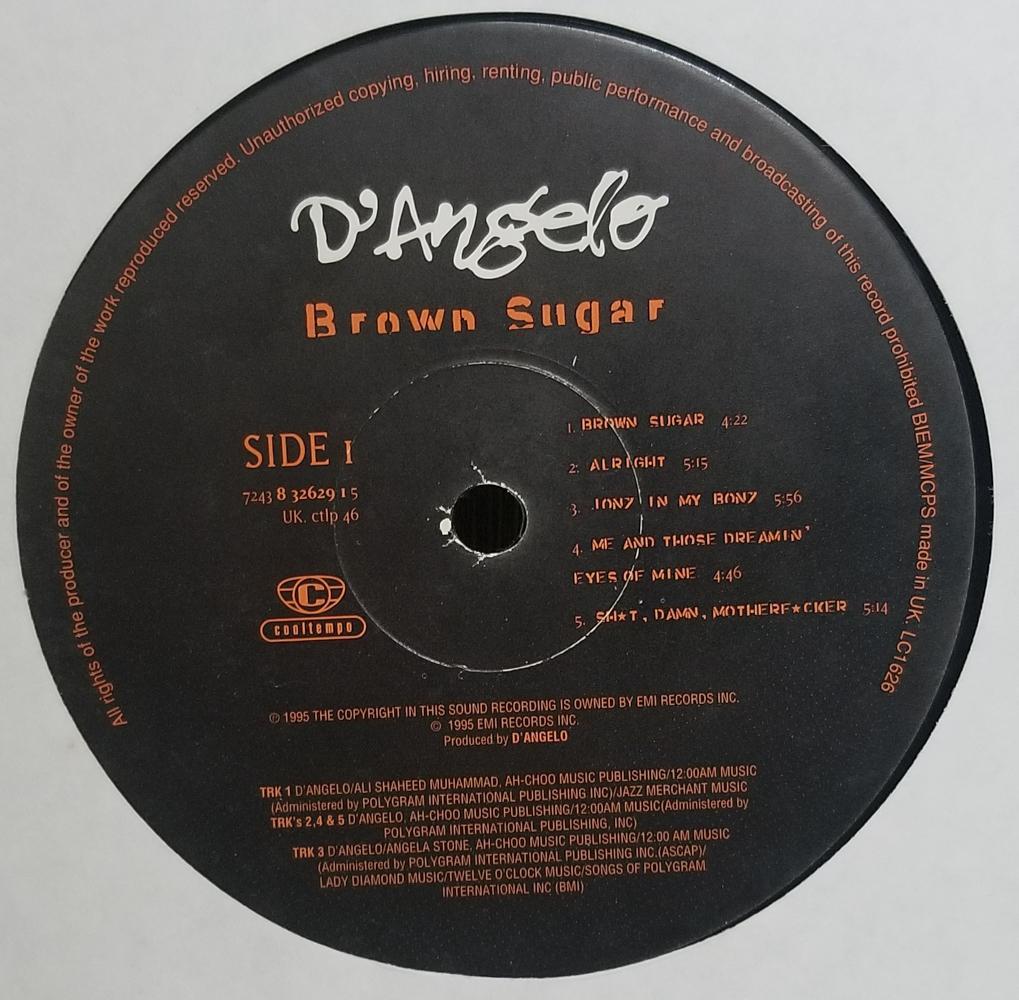 All rights of the producer and of the owner of the work reproduced reserved. Unauthorized copying, hiring, renting, public performance and broadcasting of this record prohibited BIEM/MCPS made in UK. LC1626
D'Angelo
Brown Sugar
SIDE 1
7243 8 32629 1 5
UK. ctlp 46
C
cooltempo
1. BROWN SUGAR 4:22
2. ALRIGHT 5:15
3. JONZ IN MY BONZ 5:56
4. ME AND THOSE DREAMIN'
EYES OF MINE 4:46
5. SH★T, DAMN, MOTHERF★CKER 5:14
℗ 1995 THE COPYRIGHT IN THIS SOUND RECORDING IS OWNED BY EMI RECORDS INC.
© 1995 EMI RECORDS INC.
Produced by D'ANGELO
TRK 1 D'ANGELO/ALI SHAHEED MUHAMMAD, AH-CHOO MUSIC PUBLISHING/12:00AM MUSIC
(Administered by POLYGRAM INTERNATIONAL PUBLISHING INC)/JAZZ MERCHANT MUSIC
TRK's 2,4 & 5 D'ANGELO, AH-CHOO MUSIC PUBLISHING/12:00AM MUSIC(Administered by
POLYGRAM INTERNATIONAL PUBLISHING, INC)
TRK 3 D'ANGELO/ANGELA STONE, AH-CHOO MUSIC PUBLISHING/12:00 AM MUSIC
(Administered by POLYGRAM INTERNATIONAL PUBLISHING INC.(ASCAP)/
LADY DIAMOND MUSIC/TWELVE O'CLOCK MUSIC/SONGS OF POLYGRAM
INTERNATIONAL INC (BMI)